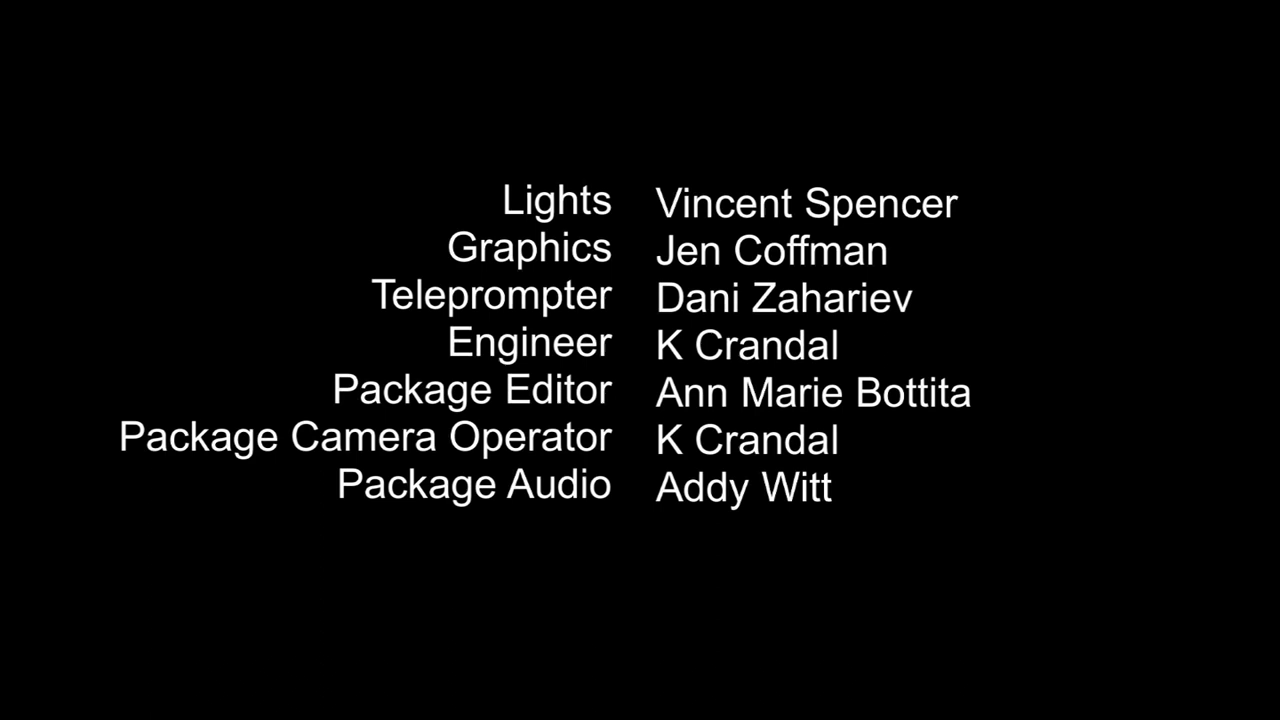 Lights Vincent Spencer
Graphics Jen Coffman
Teleprompter Dani Zahariev
Engineer K Crandal
Package Editor Ann Marie Bottita
Package Camera Operator K Crandal
Package Audio Addy Witt